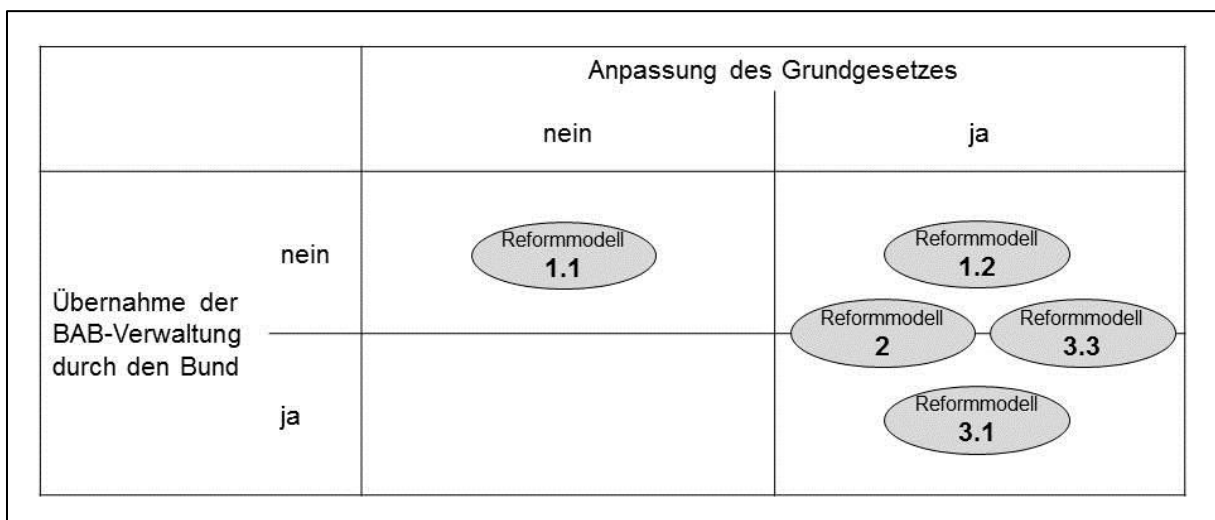 Anpassung des Grundgesetzes
nein
ja
Übernahme der
BAB-Verwaltung
durch den Bund
nein
Reformmodell
1.1
Reformmodell
1.2
Reformmodell
2
Reformmodell
3.3
ja
Reformmodell
3.1